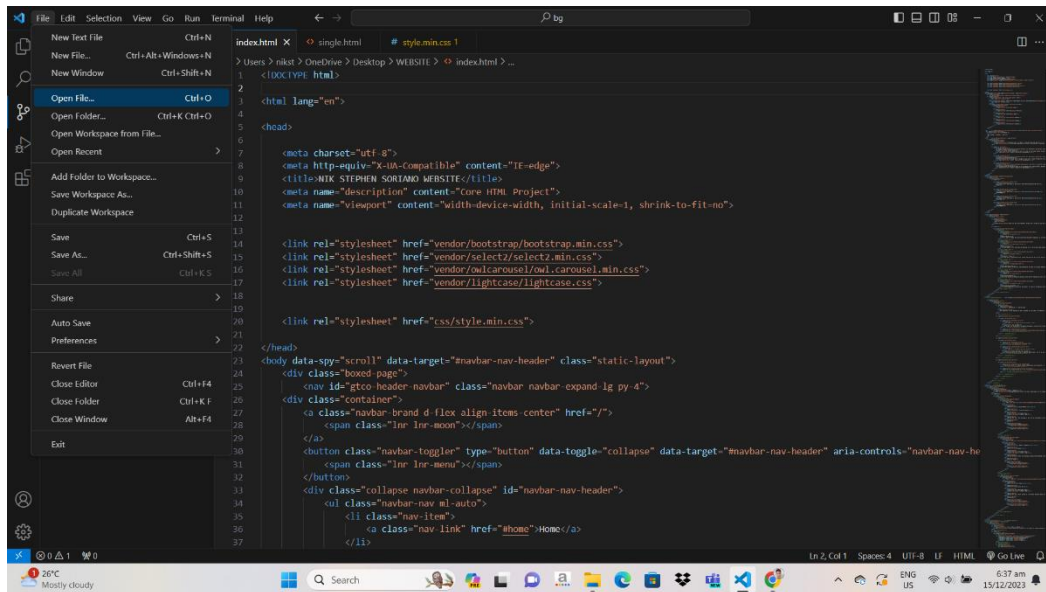 File Edit Selection View Go Run Terminal Help bg
New Text File Ctrl+N
New File... Ctrl+Alt+Windows+N
New Window Ctrl+Shift+N
Open File... Ctrl+O
Open Folder... Ctrl+K Ctrl+O
Open Workspace from File...
Open Recent
Add Folder to Workspace...
Save Workspace As...
Duplicate Workspace
Save Ctrl+S
Save As... Ctrl+Shift+S
Save All Ctrl+K S
Share
Auto Save
Preferences
Revert File
Close Editor Ctrl+F4
Close Folder Ctrl+K F
Close Window Alt+F4
Exit
index.html single.html # style.min.css 1
> Users > nikst > OneDrive > Desktop > WEBSITE > index.html > ...
1 <!DOCTYPE html>
2
3 <html lang="en">
4
5 <head>
6
7 <meta charset="utf-8">
8 <meta http-equiv="X-UA-Compatible" content="IE=edge">
9 <title>NIK STEPHEN SORIANO WEBSITE</title>
10 <meta name="description" content="Core HTML Project">
11 <meta name="viewport" content="width=device-width, initial-scale=1, shrink-to-fit=no">
12
13
14 <link rel="stylesheet" href="vendor/bootstrap/bootstrap.min.css">
15 <link rel="stylesheet" href="vendor/select2/select2.min.css">
16 <link rel="stylesheet" href="vendor/owlcarousel/owl.carousel.min.css">
17 <link rel="stylesheet" href="vendor/lightcase/lightcase.css">
18
19
20 <link rel="stylesheet" href="css/style.min.css">
21
22 </head>
23 <body data-spy="scroll" data-target="#navbar-nav-header" class="static-layout">
24 <div class="boxed-page">
25 <nav id="gtco-header-navbar" class="navbar navbar-expand-lg py-4">
26 <div class="container">
27 <a class="navbar-brand d-flex align-items-center" href="/">
28 <span class="lnr lnr-moon"></span>
29 </a>
30 <button class="navbar-toggler" type="button" data-toggle="collapse" data-target="#navbar-nav-header" aria-controls="navbar-nav-he
31 <span class="lnr lnr-menu"></span>
32 </button>
33 <div class="collapse navbar-collapse" id="navbar-nav-header">
34 <ul class="navbar-nav ml-auto">
35 <li class="nav-item">
36 <a class="nav-link" href="#home">Home</a>
37 </li>
0 1 0 Ln 2, Col 1 Spaces: 4 UTF-8 LF HTML Go Live
1 26°C
Mostly cloudy
Search
ENG
US
6:37 am
15/12/2023